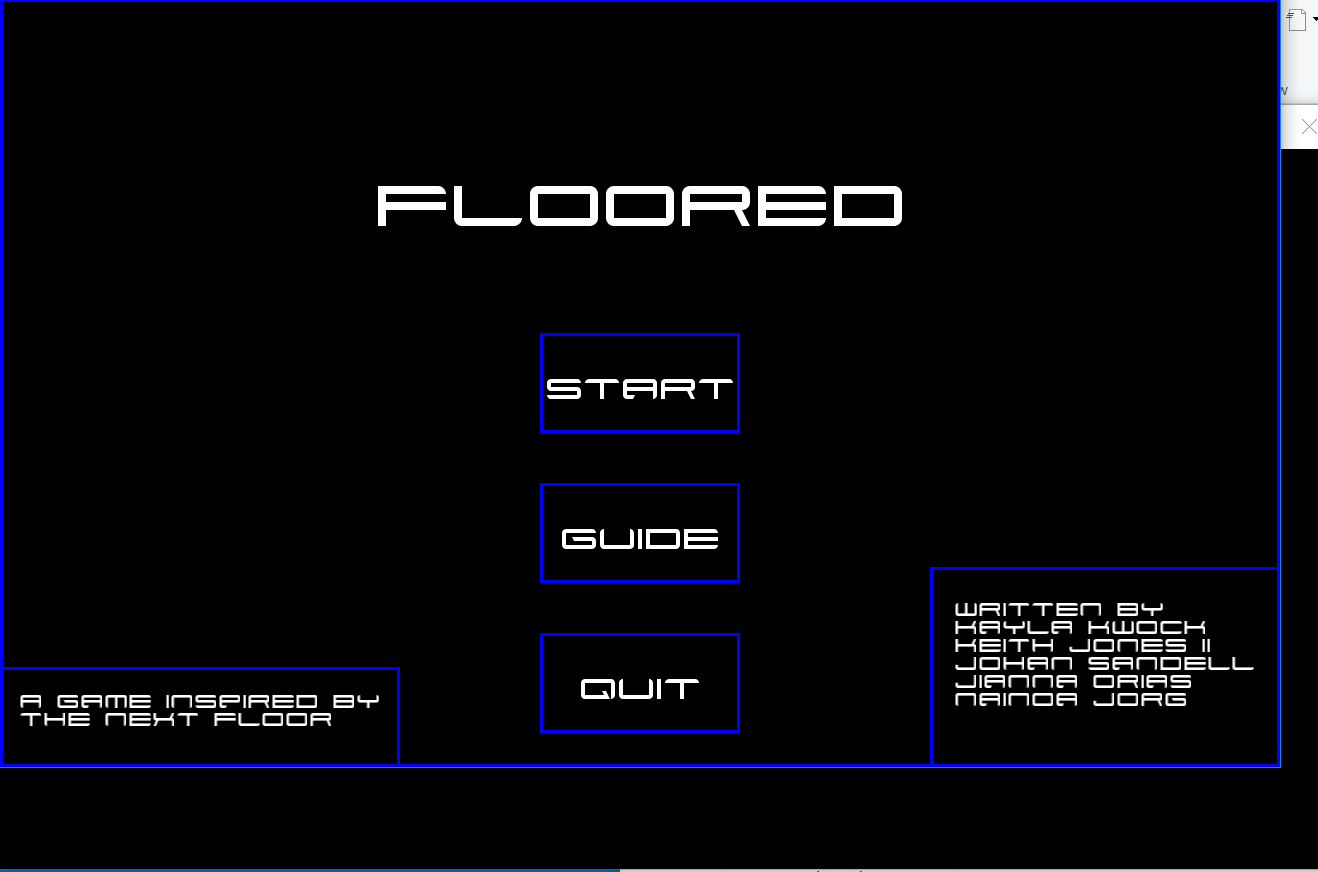 FLOORED
START
GUIDE
QUIT
A GAME INSPIRED BY
THE NEXT FLOOR
WRITTEN BY
KAYLA KWOCK
KEITH JONES II
JOHAN SANDELL
JIANNA ORIAS
NAINOA JORG